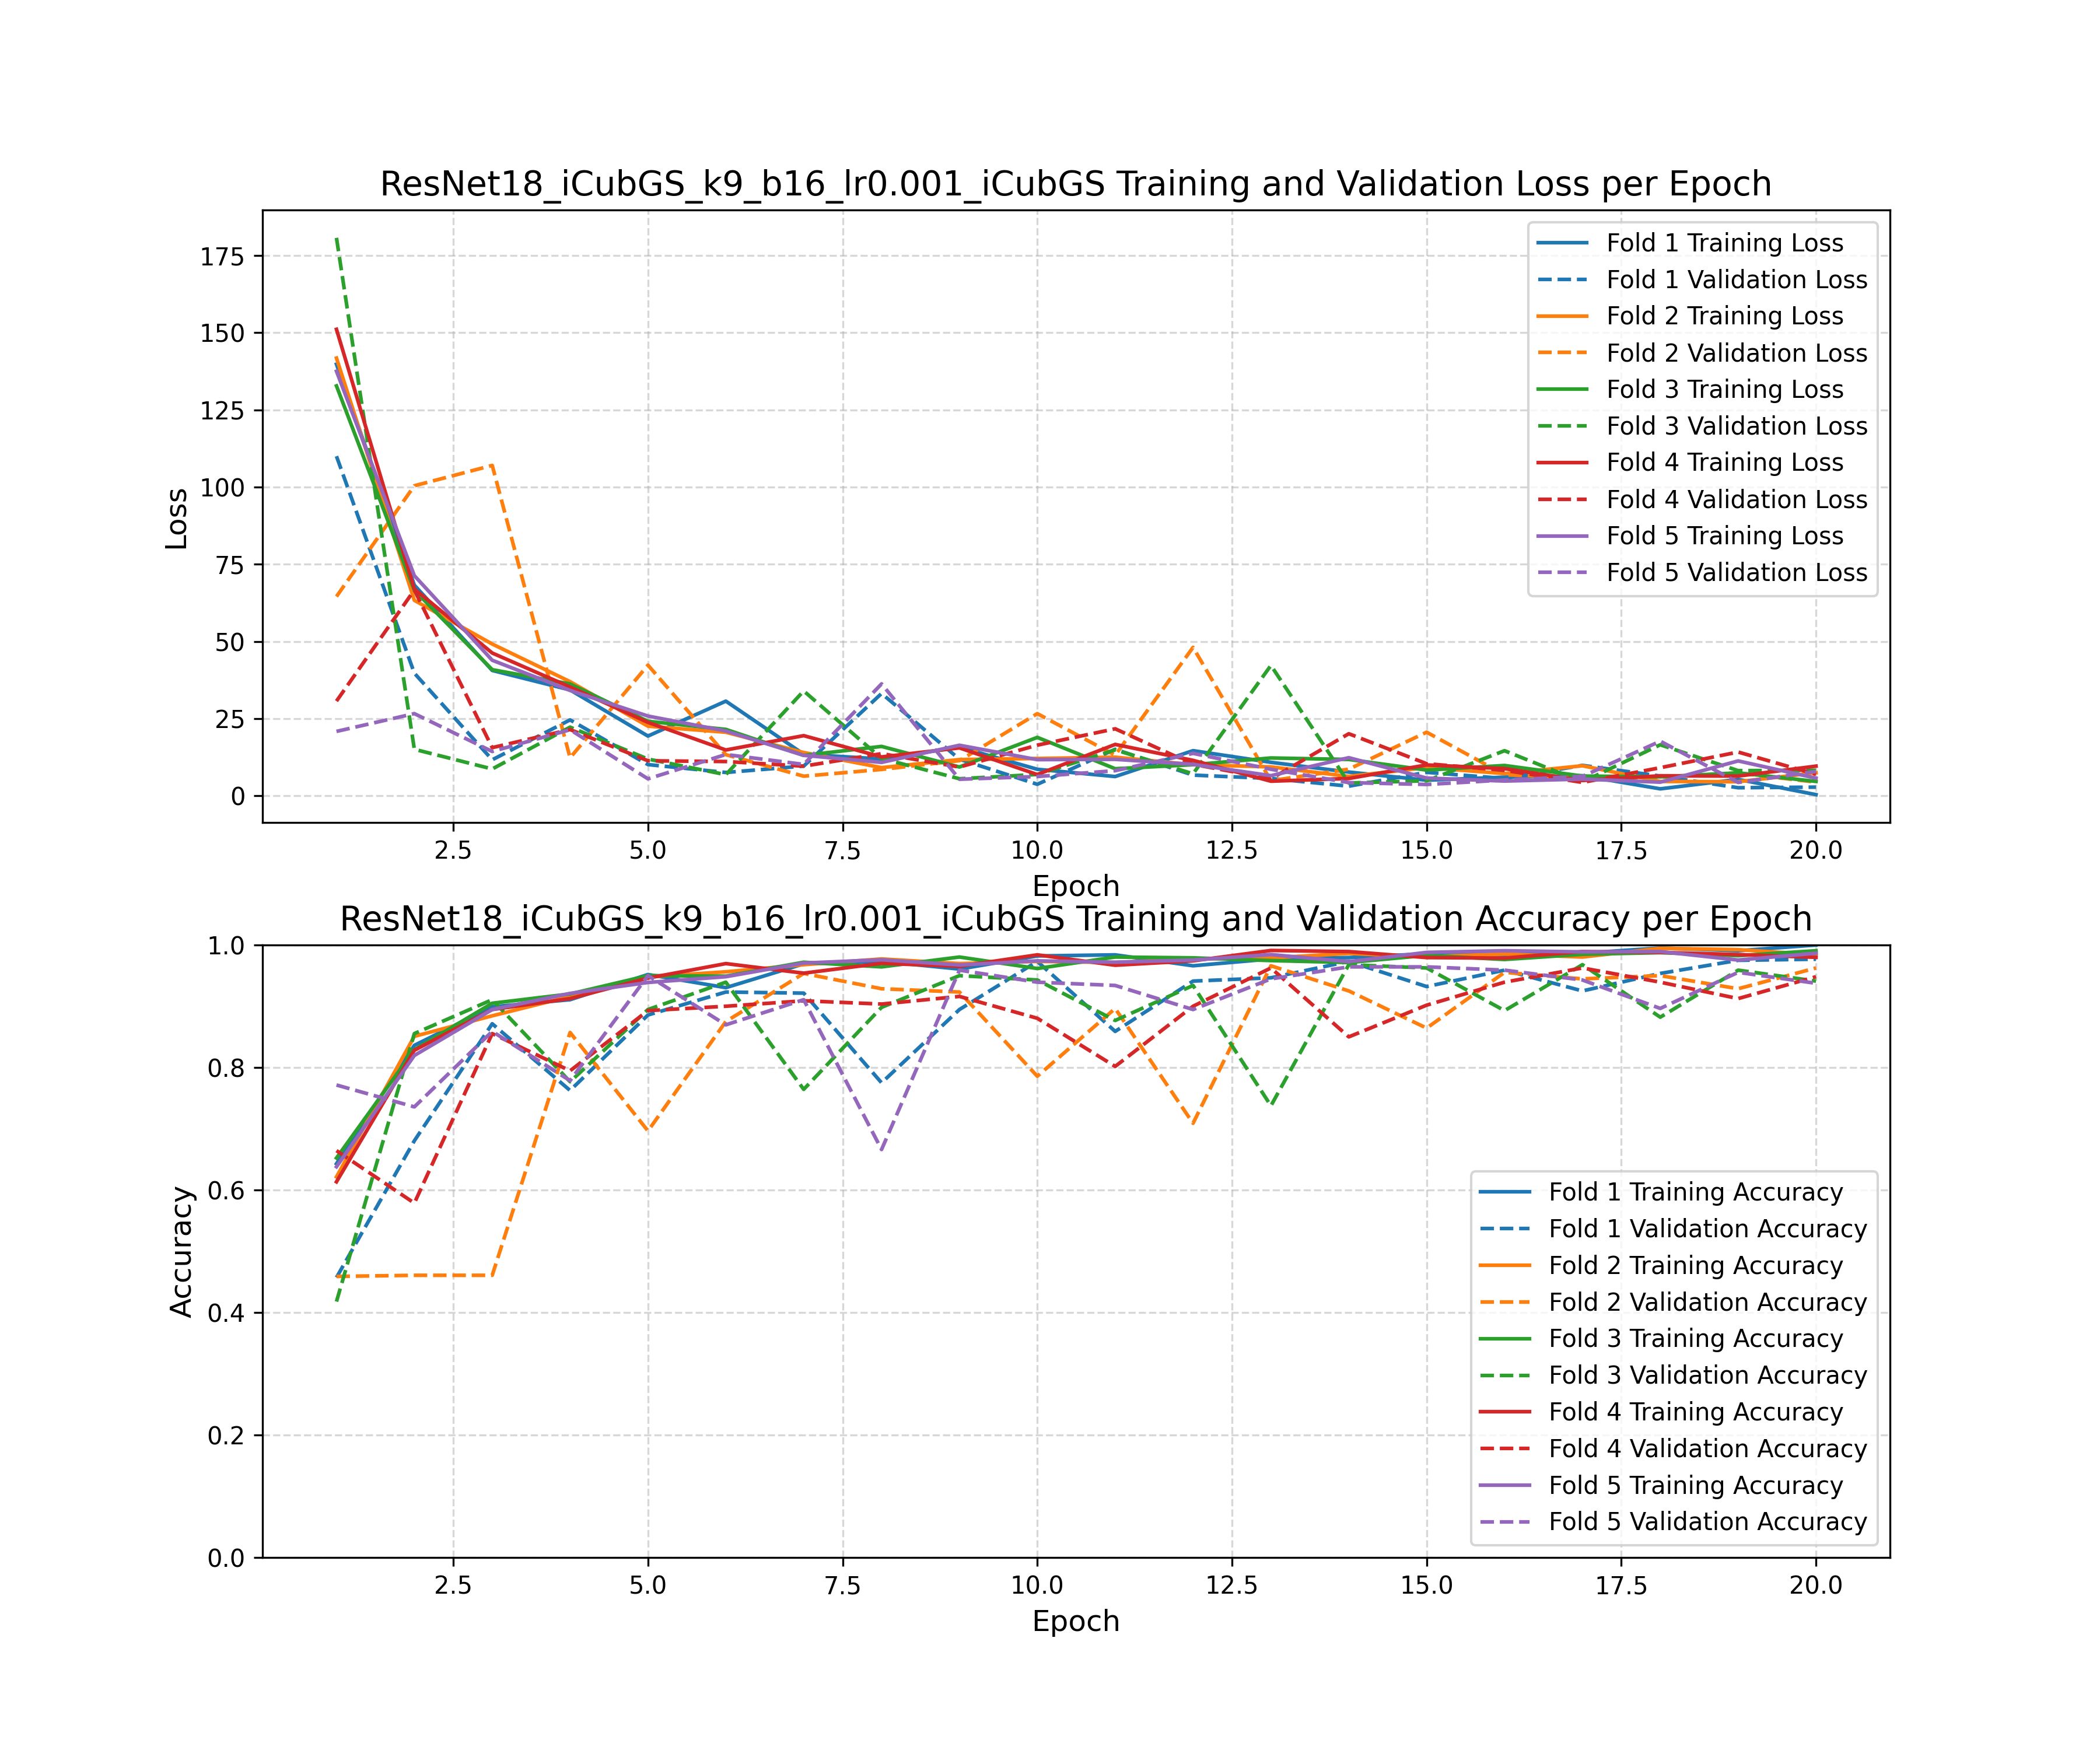 ResNet18_iCubGS_k9_b16_lr0.001_iCubGS Training and Validation Loss per Epoch
175
150
125
100
75
50
25
0
Loss
Fold 1 Training Loss
Fold 1 Validation Loss
Fold 2 Training Loss
Fold 2 Validation Loss
Fold 3 Training Loss
Fold 3 Validation Loss
Fold 4 Training Loss
Fold 4 Validation Loss
Fold 5 Training Loss
Fold 5 Validation Loss
2.5 5.0 7.5 10.0 12.5 15.0 17.5 20.0
Epoch
ResNet18_iCubGS_k9_b16_lr0.001_iCubGS Training and Validation Accuracy per Epoch
1.0
0.8
0.6
0.4
0.2
0.0
Accuracy
Fold 1 Training Accuracy
Fold 1 Validation Accuracy
Fold 2 Training Accuracy
Fold 2 Validation Accuracy
Fold 3 Training Accuracy
Fold 3 Validation Accuracy
Fold 4 Training Accuracy
Fold 4 Validation Accuracy
Fold 5 Training Accuracy
Fold 5 Validation Accuracy
2.5 5.0 7.5 10.0 12.5 15.0 17.5 20.0
Epoch